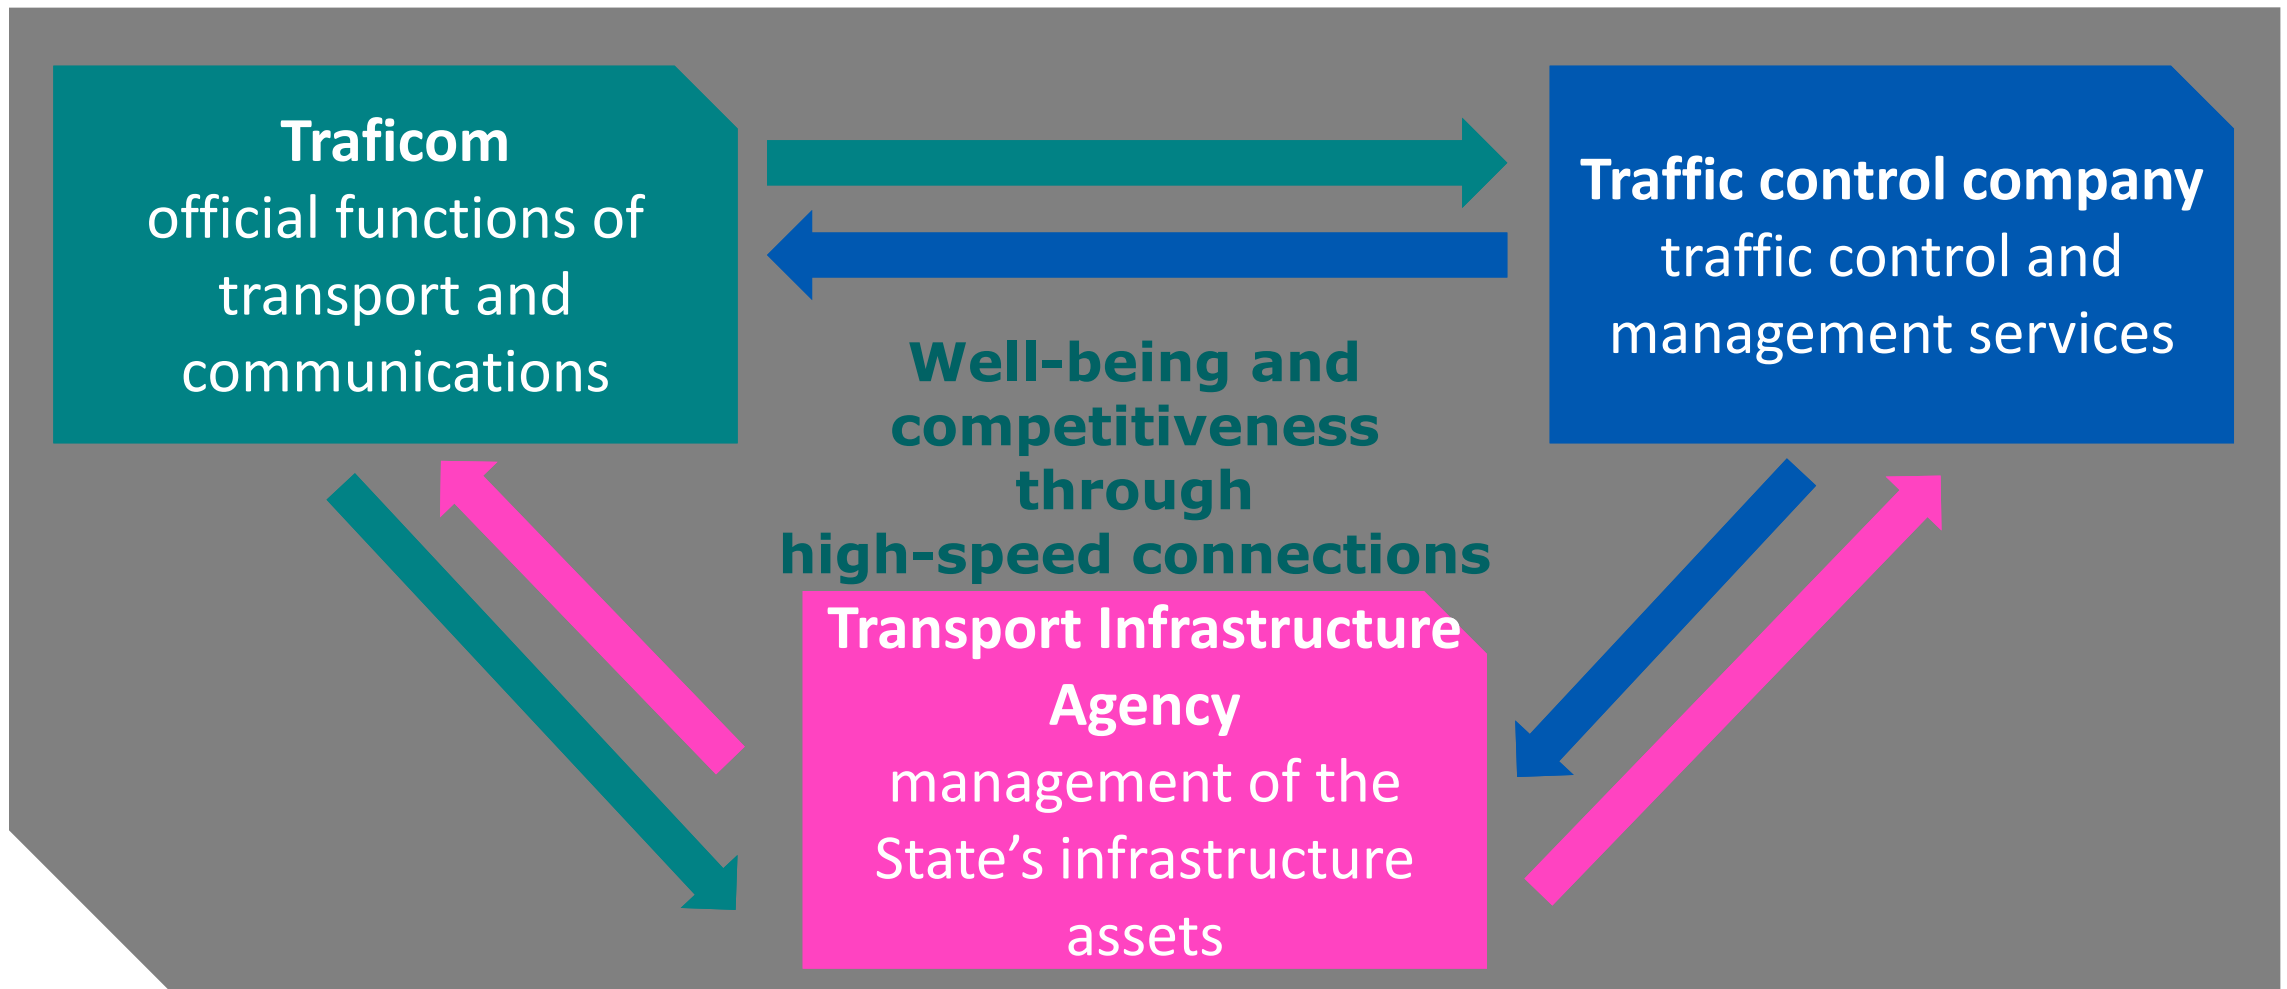 Traficom
official functions of
transport and
communications
Traffic control company
traffic control and
management services
Well-being and
competitiveness
through
high-speed connections
Transport Infrastructure
Agency
management of the
State’s infrastructure
assets